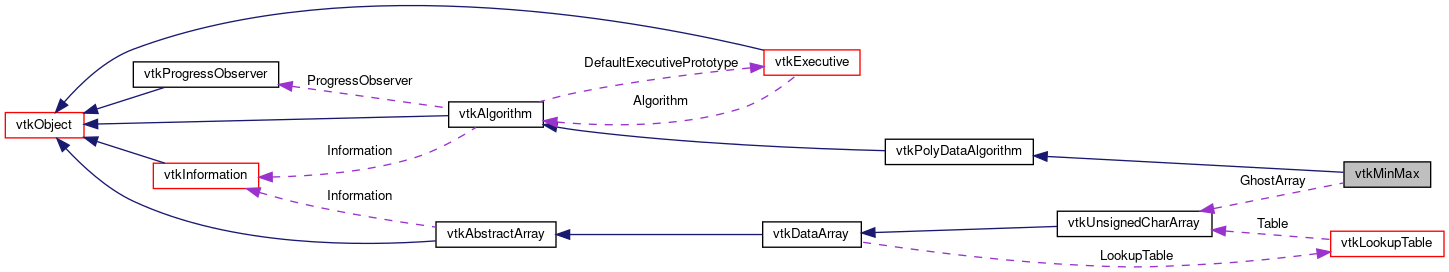 vtkExecutive
DefaultExecutivePrototype
vtkProgressObserver
ProgressObserver
Algorithm
vtkAlgorithm
vtkObject
Information
vtkPolyDataAlgorithm
vtkInformation
vtkMinMax
GhostArray
Information
vtkUnsignedCharArray
Table
vtkAbstractArray
vtkDataArray
vtkLookupTable
LookupTable